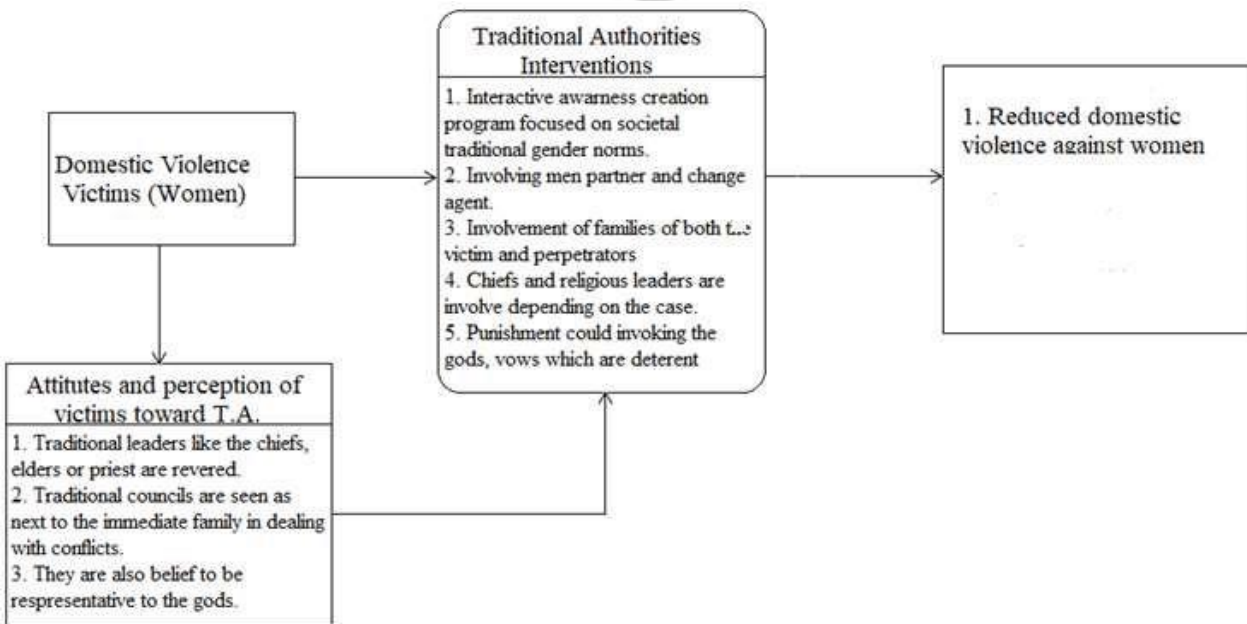 Traditional Authorities
Interventions
1. Interactive awarness creation
program focused on societal
traditional gender norms.
2. Involving men partner and change
agent.
3. Involvement of families of both
victim and perpetrators
4. Chiefs and religious leaders are
involve depending on the case.
5. Punishment could invoking the
gods, vows which are deterent
1. Reduced domestic
violence against women
Domestic Violence
Victims (Women)
Attitutes and perception of
victims toward T.A.
1. Traditional leaders like the chiefs,
elders or priest are revered.
2. Traditional councils are seen as
next to the immediate family in dealing
with conflicts.
3. They are also belief to be
respresentative to the gods.